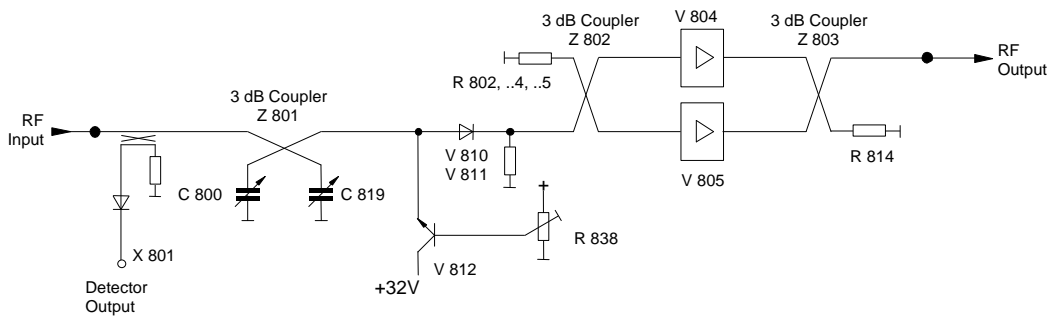 3 dB Coupler
Z 802
V 804
3 dB Coupler
Z 803
RF
Output
R 802, ..4, ..5
3 dB Coupler
Z 801
RF
Input
V 810
V 811
R 814
V 805
C 800
C 819
+
R 838
X 801
V 812
Detector
Output
+32V